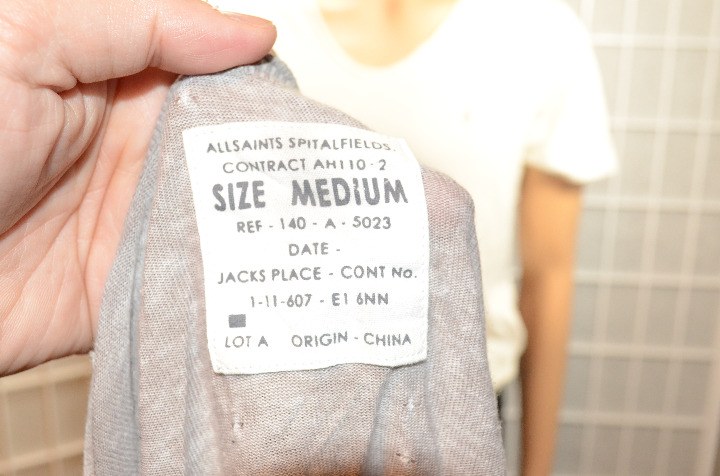 ALLSAINTS SPITALFIELDS.
CONTRACT AH110-2
SIZE MEDIUM
REF - 140 - A - 5023
DATE -
JACKS PLACE - CONT No.
1-11-607 - E1 6NN
LOT A ORIGIN - CHINA